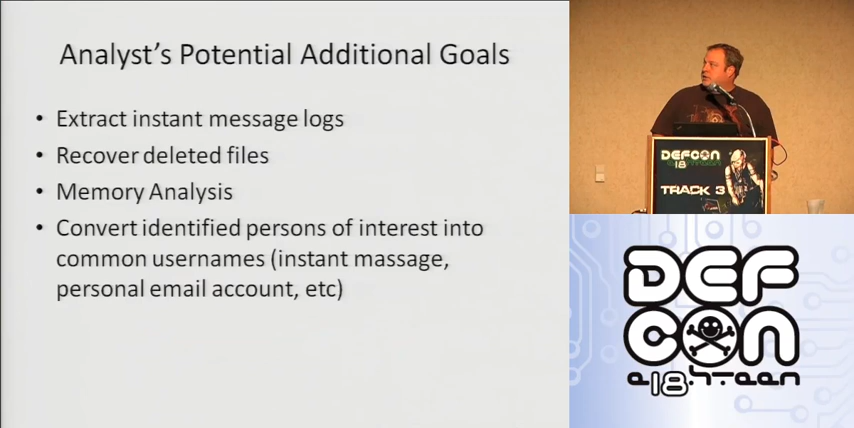 Analyst's Potential Additional Goals
• Extract instant message logs
• Recover deleted files
• Memory Analysis
• Convert identified persons of interest into
common usernames (instant massage,
personal email account, etc)
DEFCON
18
TRACK 3
DEF
CON
e18hteen